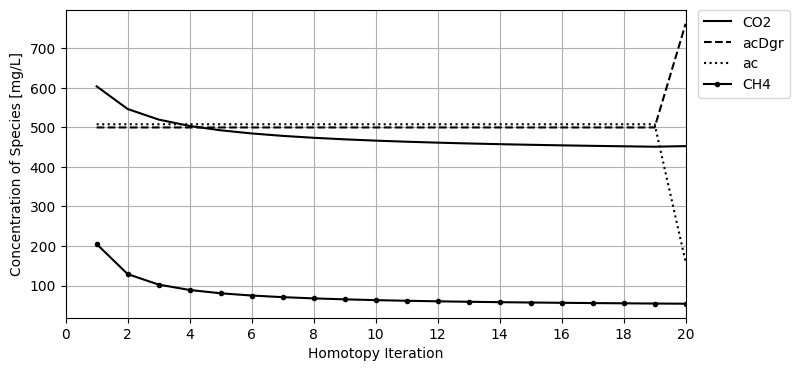 Concentration of Species [mg/L]
700
600
500
400
300
200
100
0 2 4 6 8 10 12 14 16 18 20
Homotopy Iteration
CO2
acDgr
ac
CH4